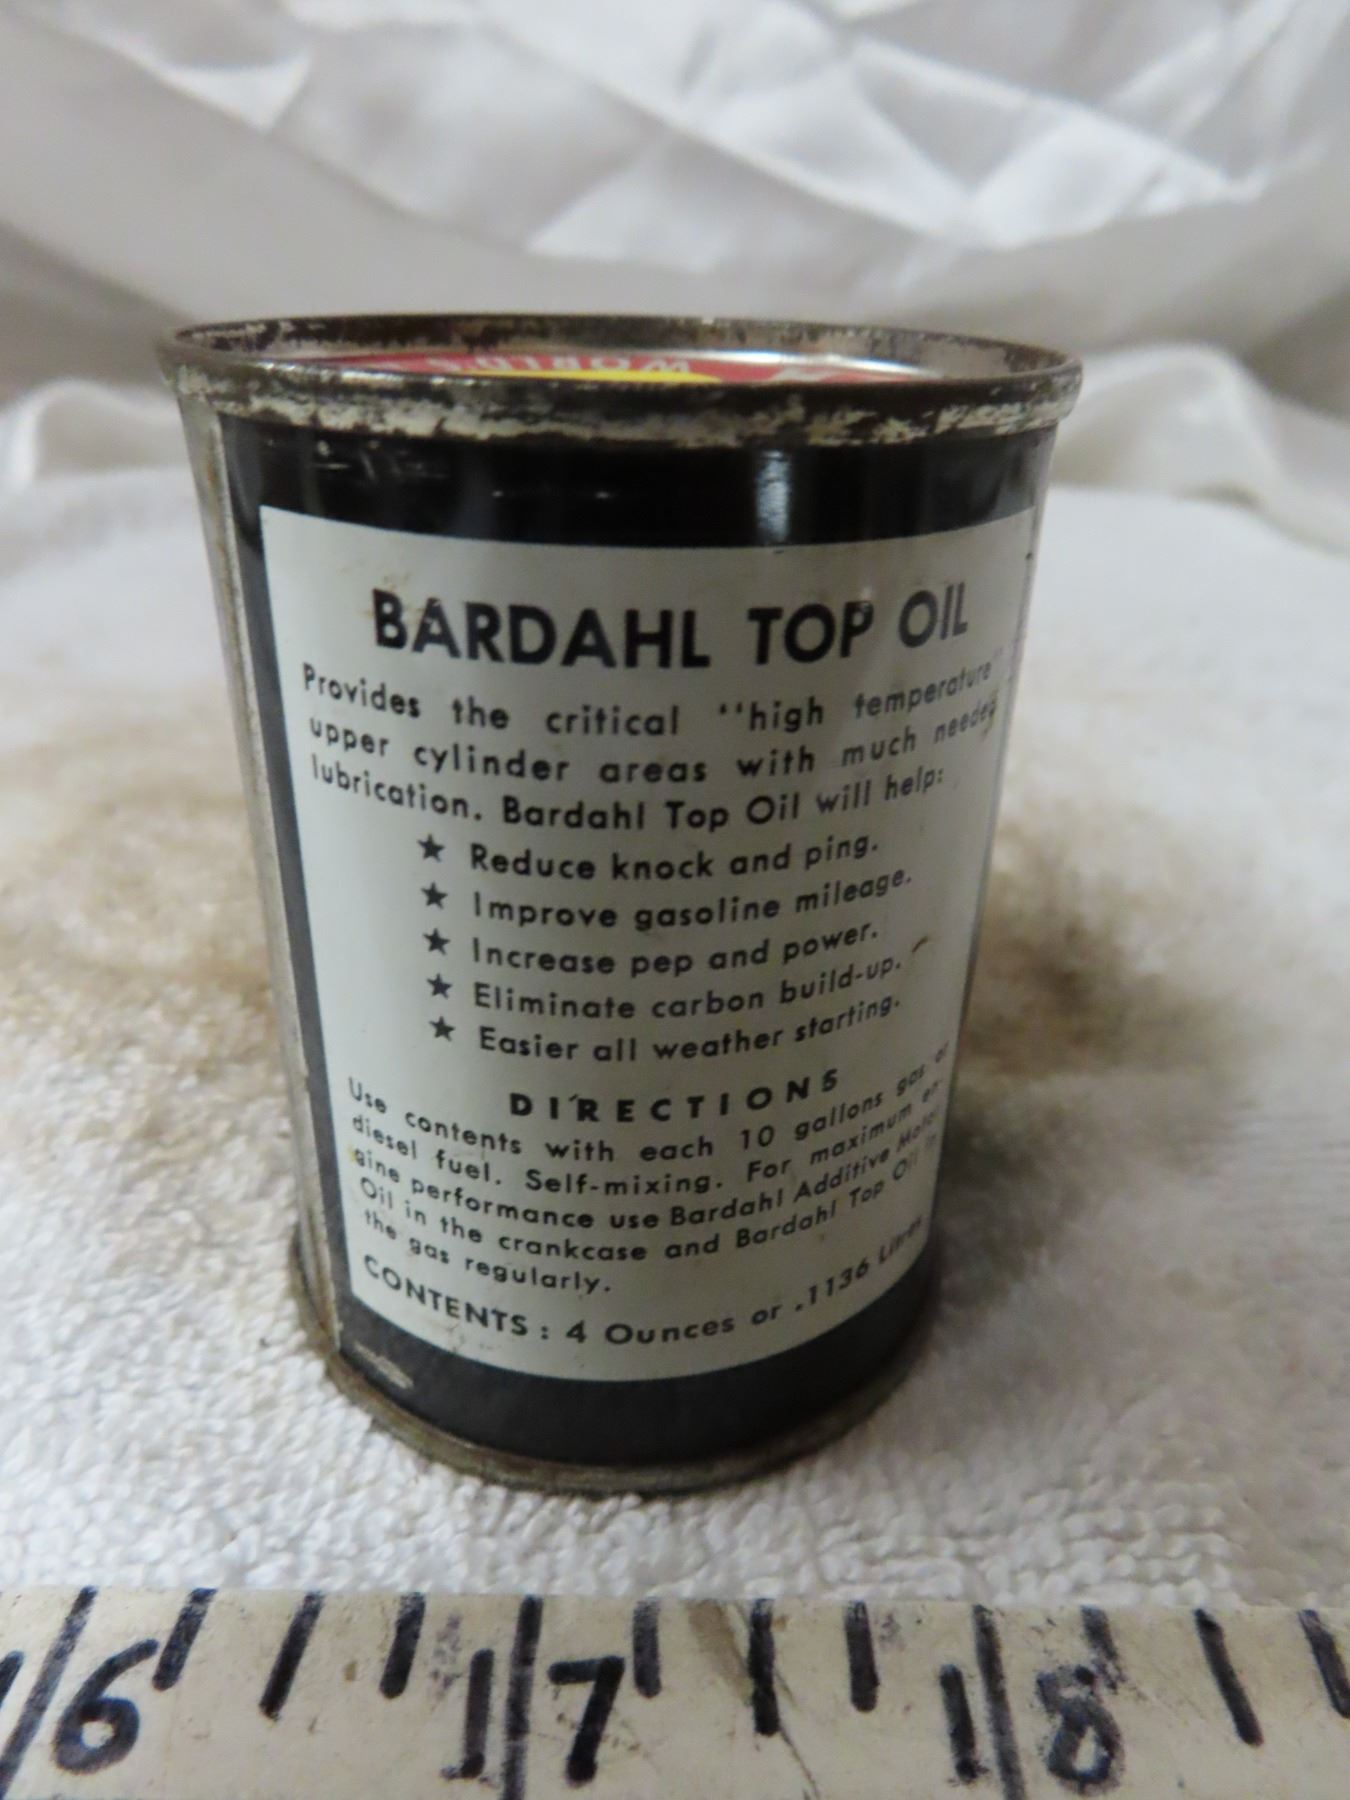 WORLD'S
BARDAHL TOP OIL
Provides the critical "high temperature"
upper cylinder areas with much needed
lubrication. Bardahl Top Oil will help:
★ Reduce knock and ping.
★ Improve gasoline mileage.
★ Increase pep and power.
★ Eliminate carbon build-up.
★ Easier all weather starting.
DIRECTIONS
Use contents with each 10 gallons gas or
diesel fuel. Self-mixing. For maximum en-
gine performance use Bardahl Additive Motor
Oil in the crankcase and Bardahl Top Oil in
the gas regularly.
CONTENTS: 4 Ounces or .1136 Litres
6 7 8